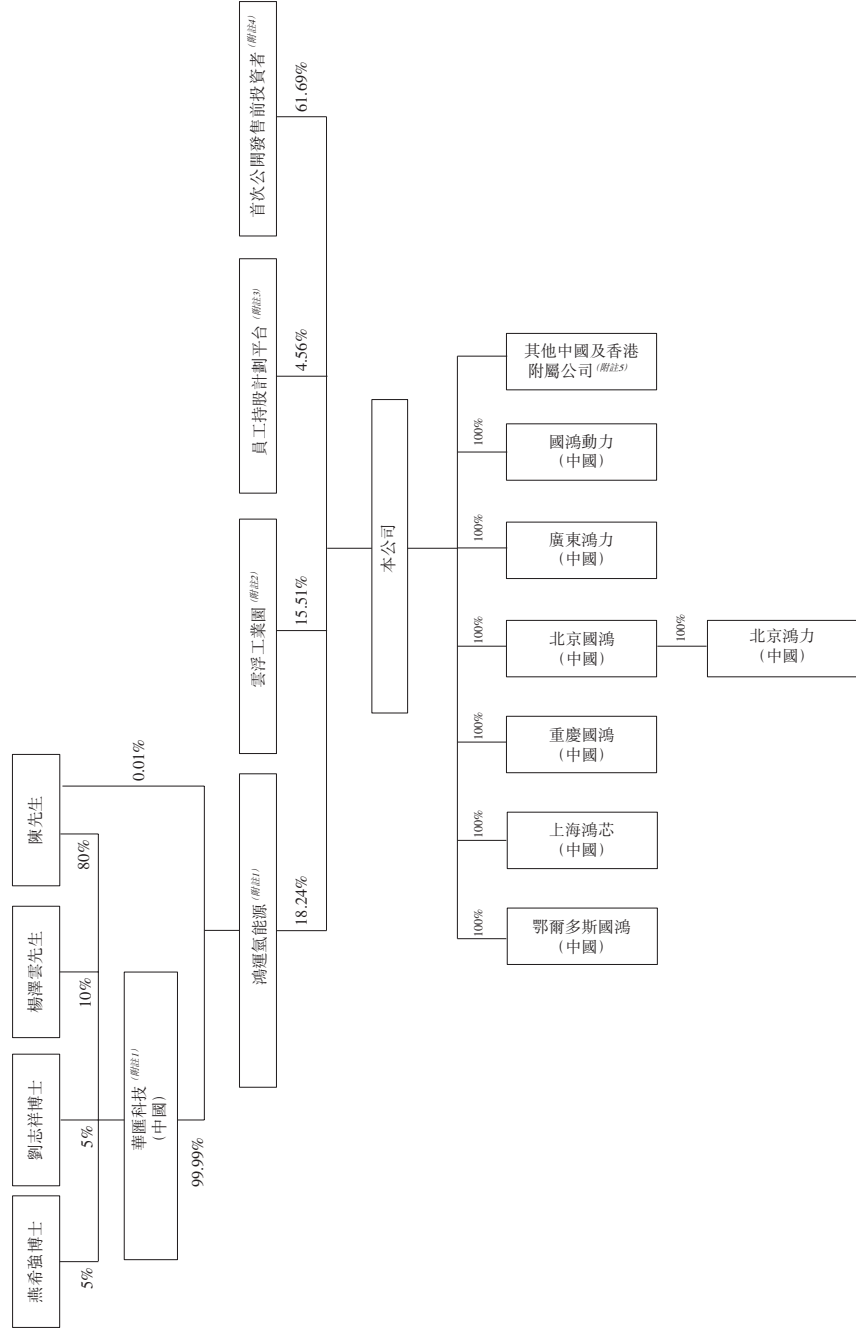 燕希強博士
劉志祥博士
楊澤雲先生
陳先生
5%
5%
10%
80%
華匯科技(附註1)
(中國)
99.99%
0.01%
鴻運氫能源(附註1)
雲浮工業園(附註2)
員工持股計劃平台(附註3)
首次公開發售前投資者(附註4)
18.24%
15.51%
4.56%
61.69%
本公司
100%
100%
100%
100%
100%
100%
鄂爾多斯國鴻
(中國)
上海鴻芯
(中國)
重慶國鴻
(中國)
北京國鴻
(中國)
廣東鴻力
(中國)
國鴻動力
(中國)
其他中國及香港
附屬公司(附註5)
100%
北京鴻力
(中國)